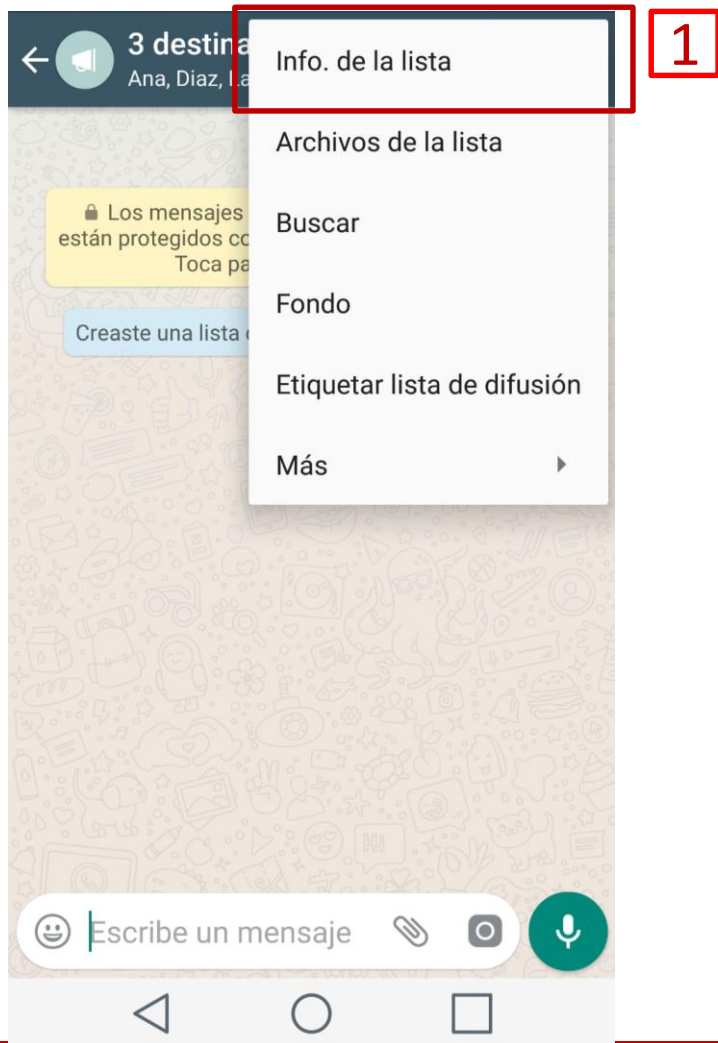 3 destina
Ana, Diaz, La
Info. de la lista
1
Archivos de la lista
Buscar
Fondo
Etiquetar lista de difusión
Más
Los mensajes
están protegidos co
Toca pa
Creaste una lista
Escribe un mensaje